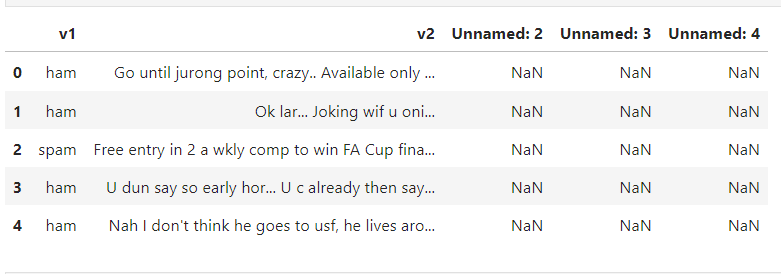 v1 v2 Unnamed: 2 Unnamed: 3 Unnamed: 4
0 ham Go until jurong point, crazy.. Available only ... NaN NaN NaN
1 ham Ok lar... Joking wif u oni... NaN NaN NaN
2 spam Free entry in 2 a wkly comp to win FA Cup fina... NaN NaN NaN
3 ham U dun say so early hor... U c already then say... NaN NaN NaN
4 ham Nah I don't think he goes to usf, he lives aro... NaN NaN NaN